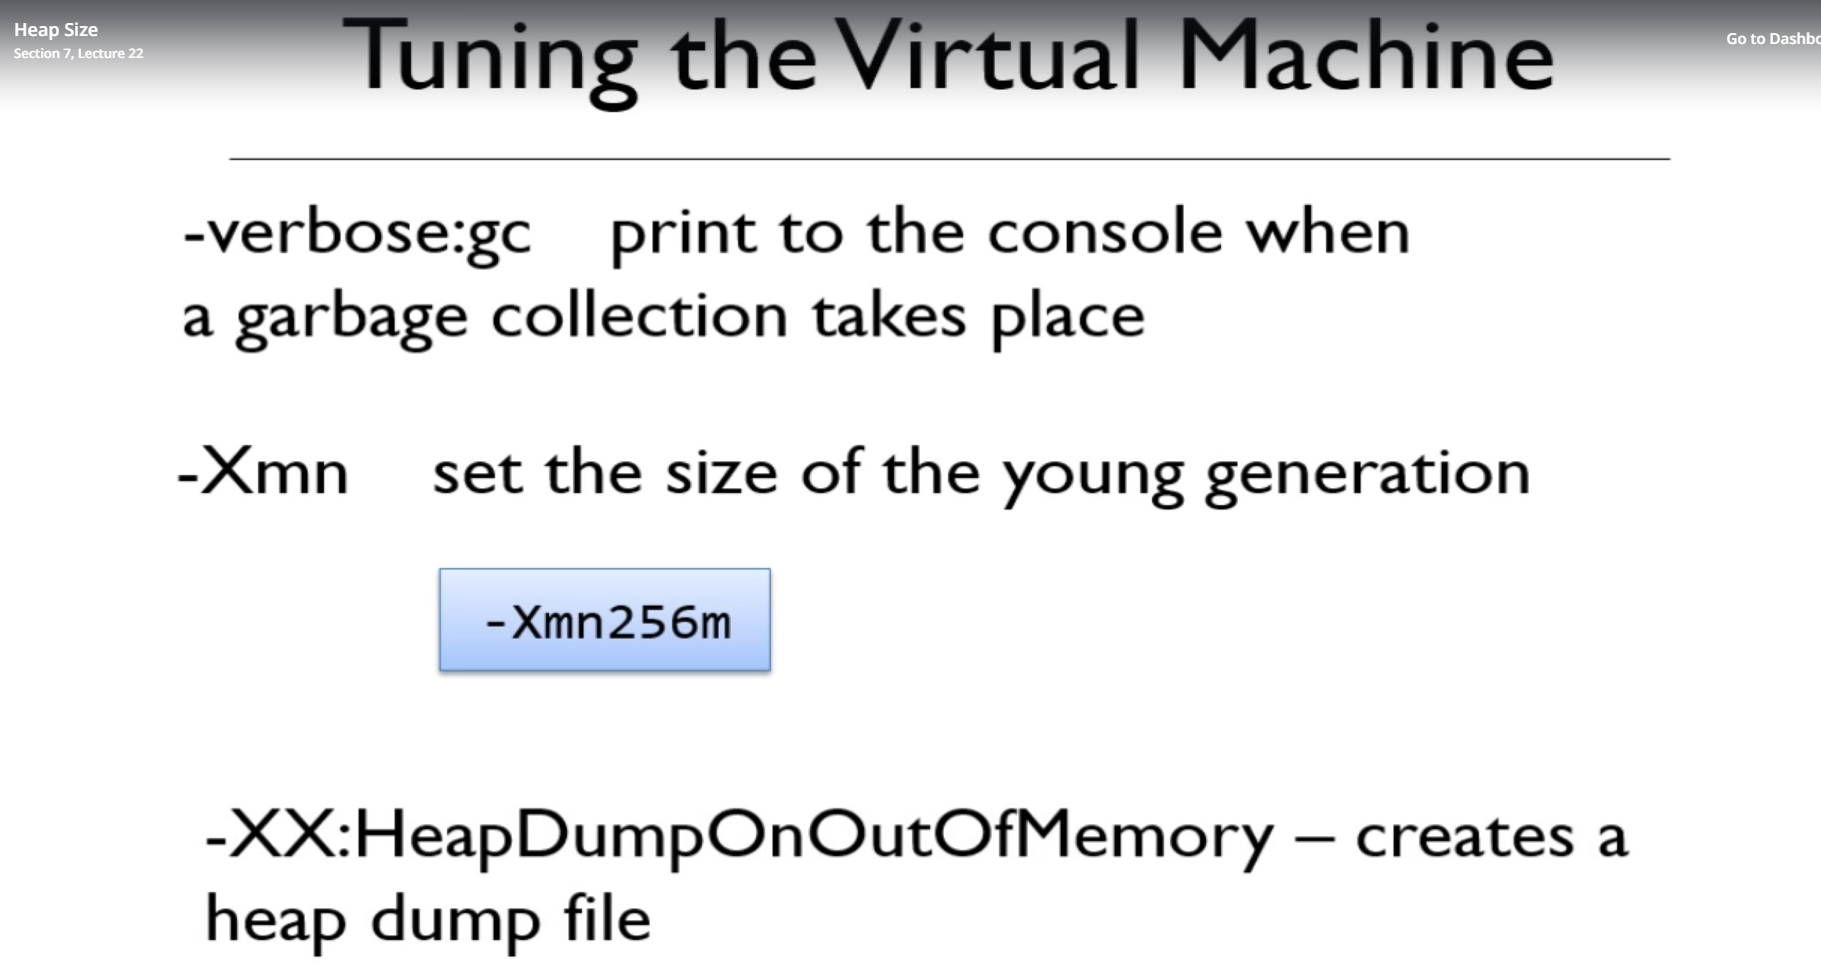 Heap Size
Section 7, Lecture 22
Tuning the Virtual Machine
Go to Dashbo
-verbose:gc print to the console when
a garbage collection takes place
-Xmn set the size of the young generation
-Xmn256m
-XX:HeapDumpOnOutOfMemory – creates a
heap dump file